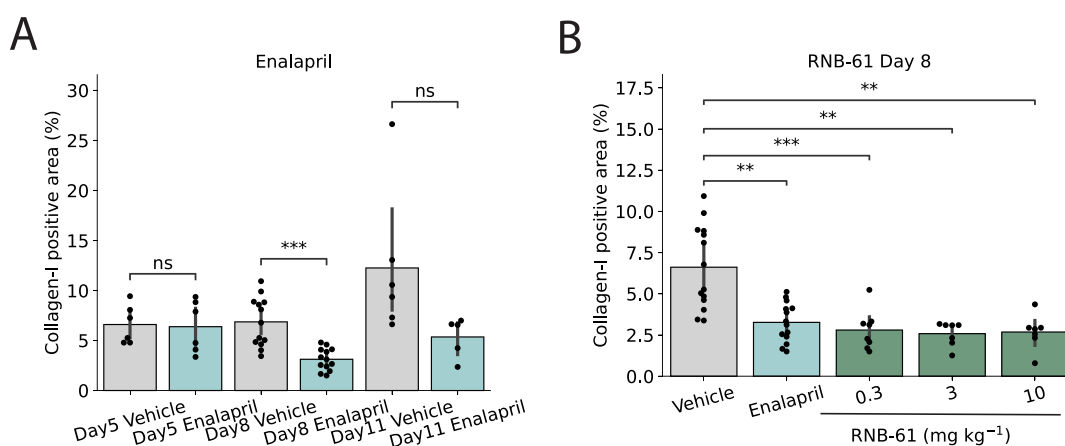 A
Enalapril
Collagen-I positive area (%)
30
25
20
15
10
5
0
ns
***
ns
Day5 Vehicle
Day5 Enalapril
Day8 Vehicle
Day8 Enalapril
Day11 Vehicle
Day11 Enalapril
B
RNB-61 Day 8
Collagen-I positive area (%)
17.5
15.0
12.5
10.0
7.5
5.0
2.5
0.0
**
**
***
**
Vehicle
Enalapril
0.3
3
10
RNB-61 (mg kg⁻¹)